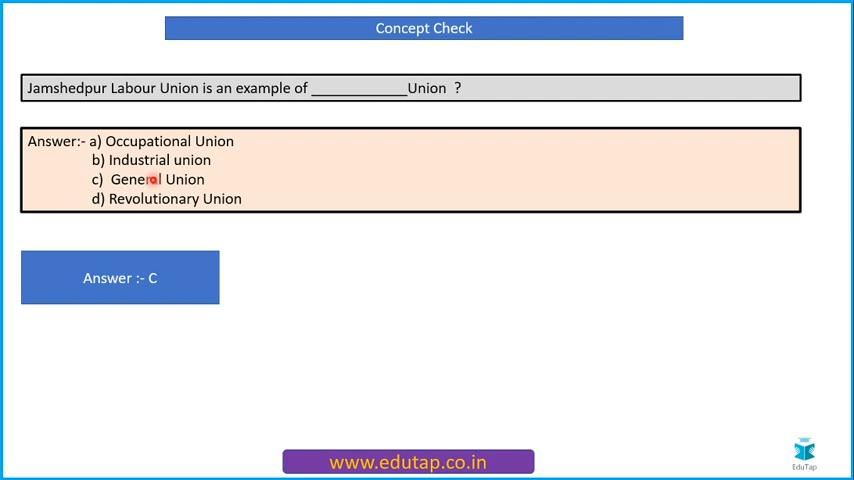 Concept Check
Jamshedpur Labour Union is an example of ____________Union ?
Answer:- a) Occupational Union
b) Industrial union
c) General Union
d) Revolutionary Union
Answer :- C
www.edutap.co.in
EduTap